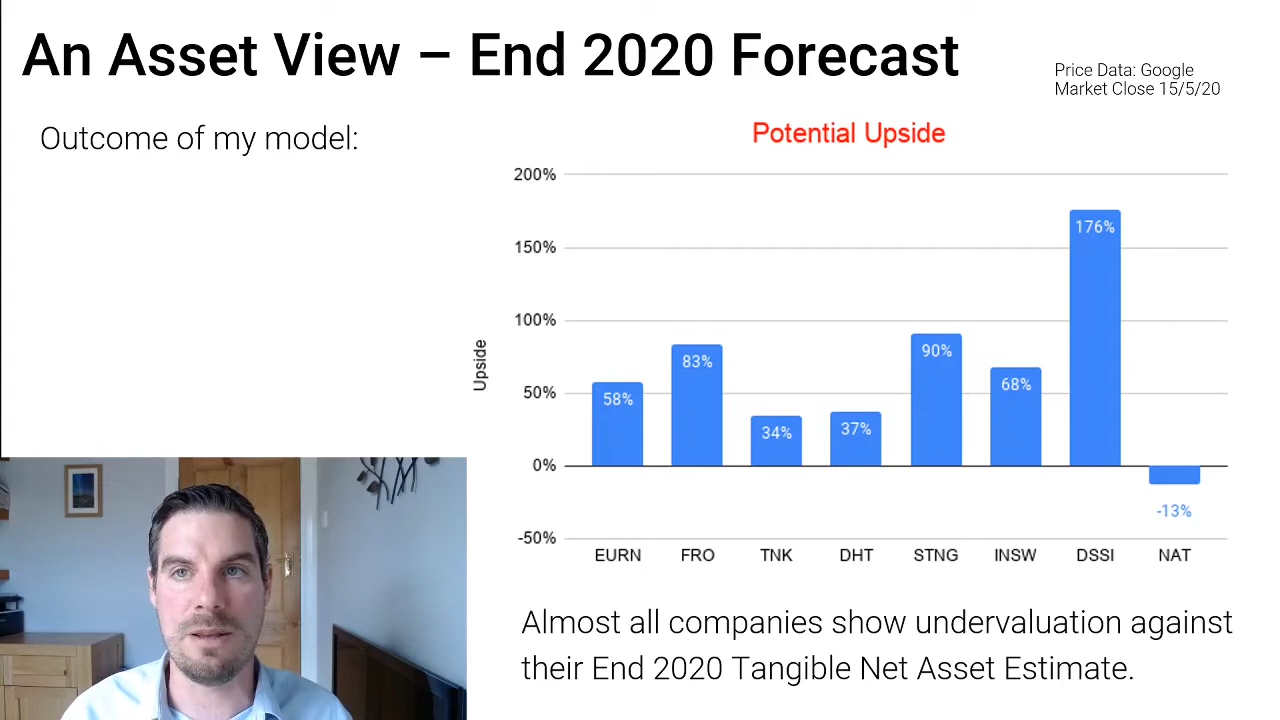 An Asset View – End 2020 Forecast
Price Data: Google
Market Close 15/5/20
Outcome of my model:
Potential Upside
200%
150%
100%
50%
0%
-50%
Upside
58%
83%
34%
37%
90%
68%
176%
-13%
EURN FRO TNK DHT STNG INSW DSSI NAT
Almost all companies show undervaluation against
their End 2020 Tangible Net Asset Estimate.